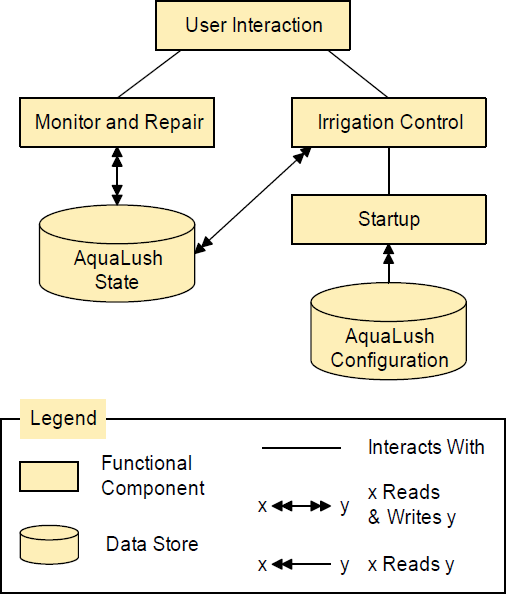 User Interaction
Monitor and Repair
Irrigation Control
AquaLush
State
Startup
AquaLush
Configuration
Legend
Functional
Component
Data Store
Interacts With
x y x Reads
& Writes y
x y x Reads y